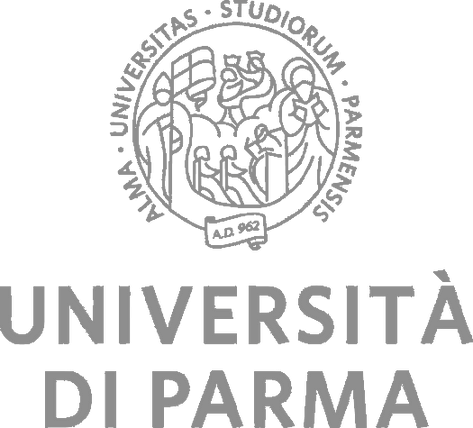 ALMA · UNIVERSITAS · STUDIORUM · PARMENSIS
A.D. 962
UNIVERSITÀ
DI PARMA